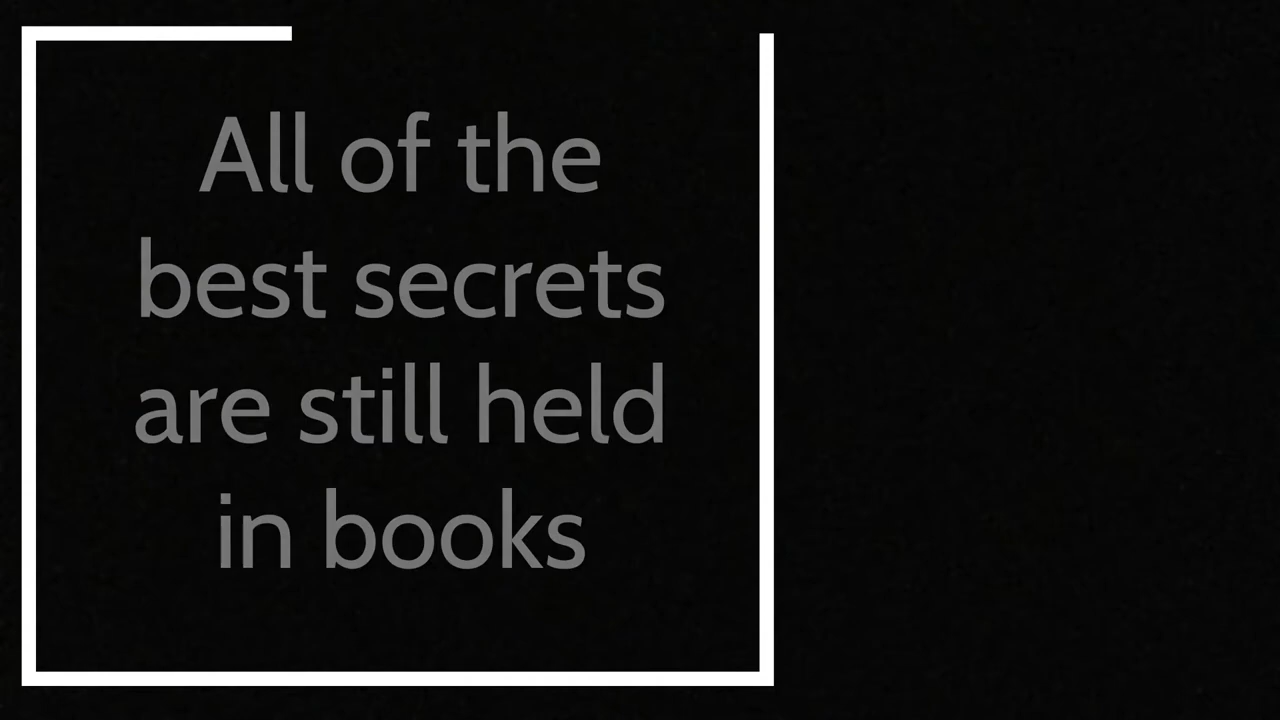 All of the
best secrets
are still held
in books